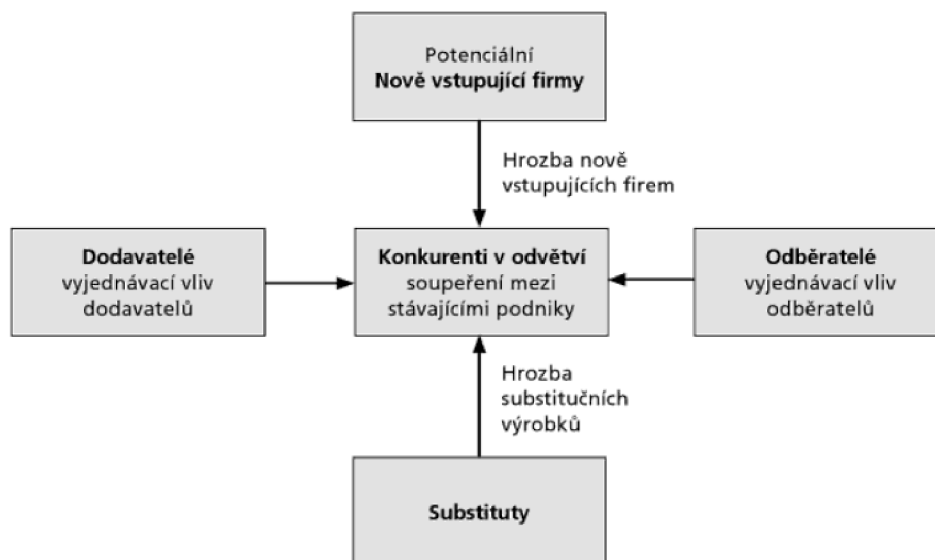 Potenciální
Nově vstupující firmy
Hrozba nově
vstupujících firem
Dodavatelé
vyjednávací vliv
dodavatelů
Konkurenti v odvětví
soupeření mezi
stávajícími podniky
Odběratelé
vyjednávací vliv
odběratelů
Hrozba
substitučních
výrobků
Substituty